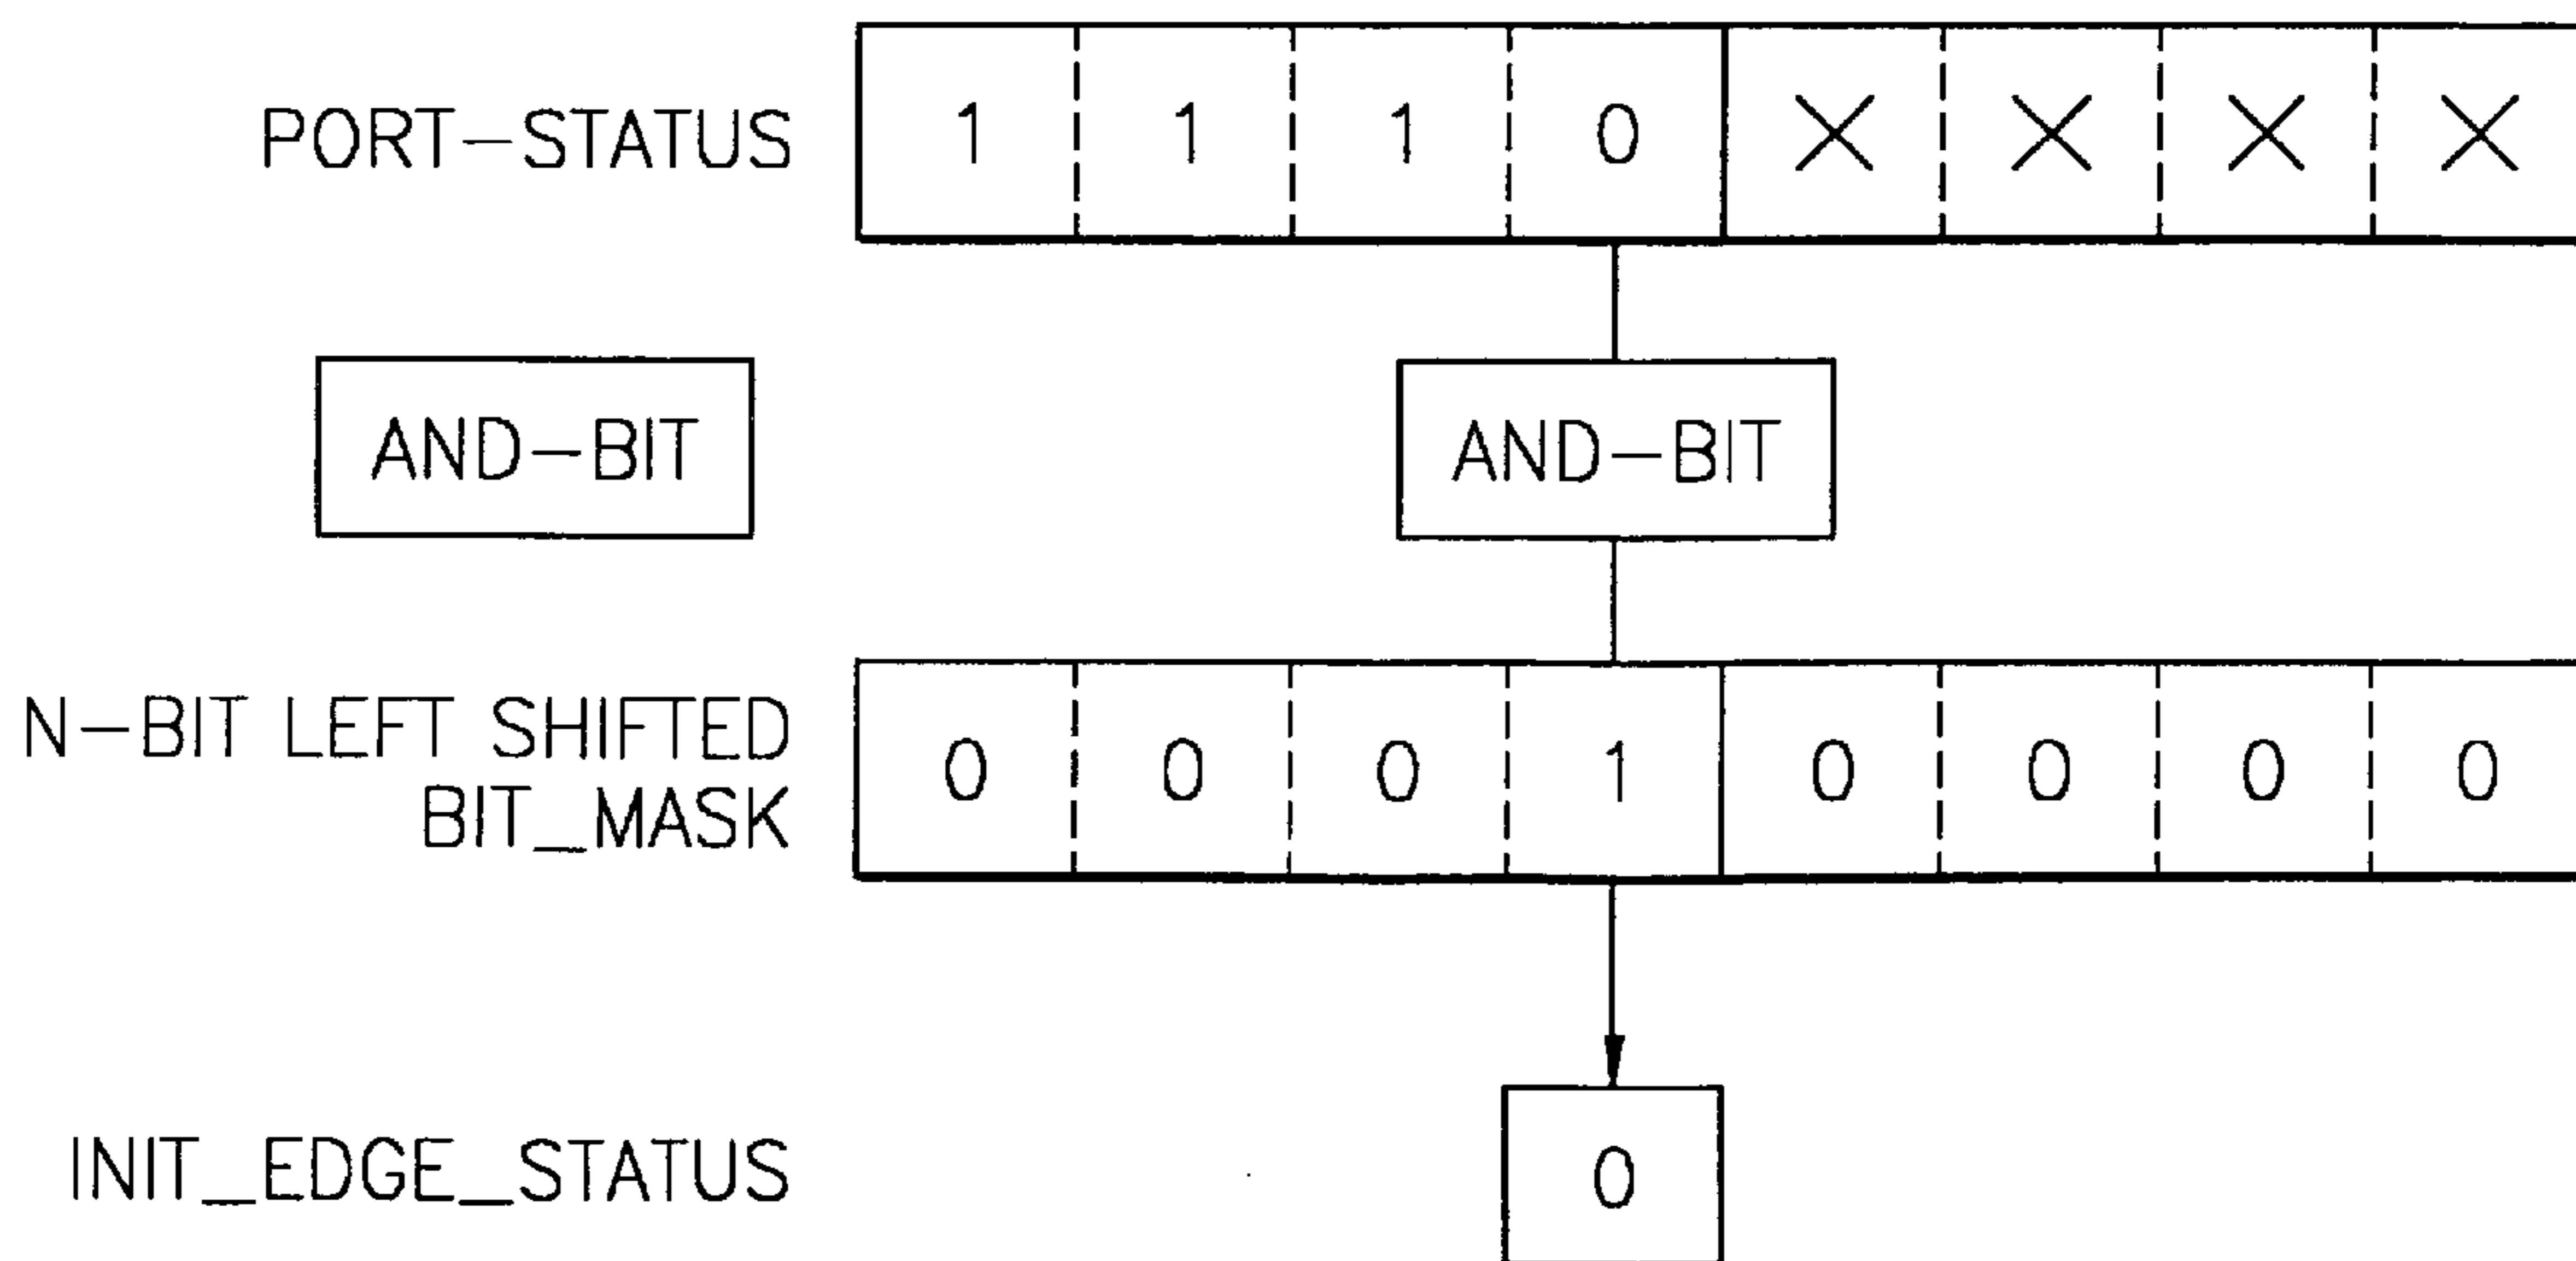 PORT-STATUS 1 1 1 0 X X X X
AND-BIT AND-BIT
N-BIT LEFT SHIFTED
BIT_MASK 0 0 0 1 0 0 0 0
INIT_EDGE_STATUS 0